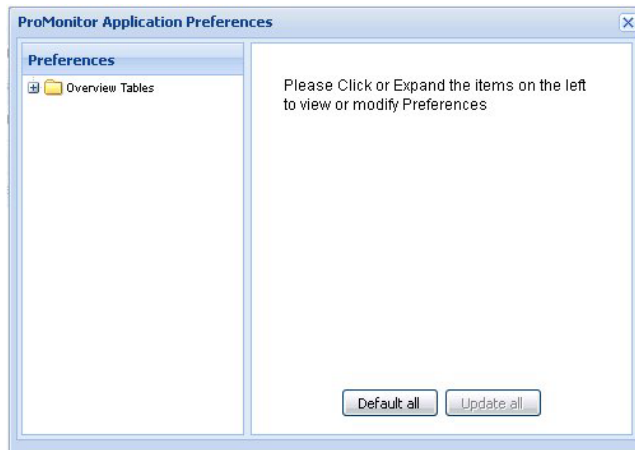 ProMonitor Application Preferences
Preferences
Overview Tables
Please Click or Expand the items on the left
to view or modify Preferences
Default all
Update all